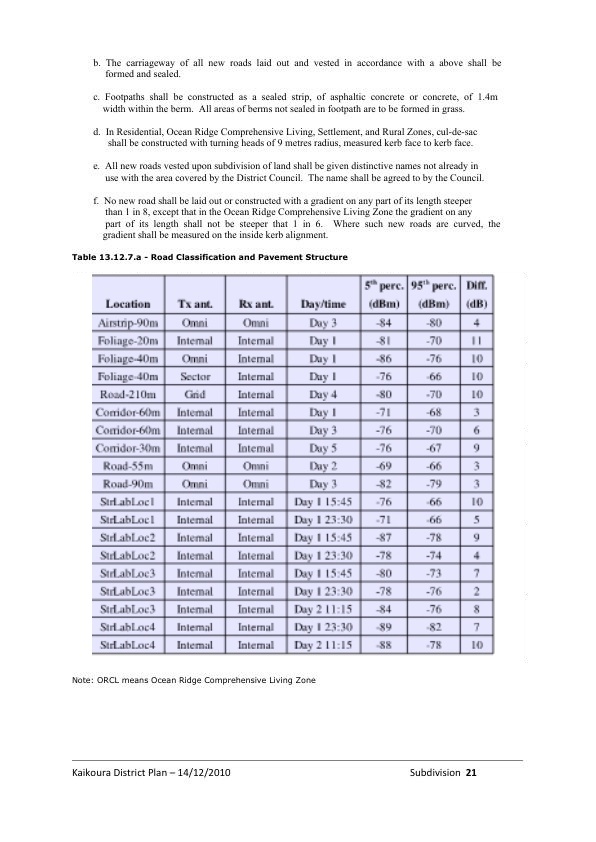 b. The carriageway of all new roads laid out and vested in accordance with a above shall be
formed and sealed.
c. Footpaths shall be constructed as a sealed strip, of asphaltic concrete or concrete, of 1.4m
width within the berm. All areas of berms not sealed in footpath are to be formed in grass.
d. In Residential, Ocean Ridge Comprehensive Living, Settlement, and Rural Zones, cul-de-sac
shall be constructed with turning heads of 9 metres radius, measured kerb face to kerb face.
e. All new roads vested upon subdivision of land shall be given distinctive names not already in
use with the area covered by the District Council. The name shall be agreed to by the Council.
f. No new road shall be laid out or constructed with a gradient on any part of its length steeper
than 1 in 8, except that in the Ocean Ridge Comprehensive Living Zone the gradient on any
part of its length shall not be steeper that 1 in 6. Where such new roads are curved, the
gradient shall be measured on the inside kerb alignment.
Table 13.12.7.a - Road Classification and Pavement Structure
5th perc. 95th perc. Diff.
Location Tx ant. Rx ant. Day/time (dBm) (dBm) (dB)
Airstrip-90m Omni Omni Day 3 -84 -80 4
Foliage-20m Internal Internal Day 1 -81 -70 11
Foliage-40m Omni Internal Day 1 -86 -76 10
Foliage-40m Sector Internal Day 1 -76 -66 10
Road-210m Grid Internal Day 4 -80 -70 10
Corridor-60m Internal Internal Day 1 -71 -68 3
Corridor-60m Internal Internal Day 3 -76 -70 6
Corridor-30m Internal Internal Day 5 -76 -67 9
Road-55m Omni Omni Day 2 -69 -66 3
Road-90m Omni Omni Day 3 -82 -79 3
StrLabLoc1 Internal Internal Day 1 15:45 -76 -66 10
StrLabLoc1 Internal Internal Day 1 23:30 -71 -66 5
StrLabLoc2 Internal Internal Day 1 15:45 -87 -78 9
StrLabLoc2 Internal Internal Day 1 23:30 -78 -74 4
StrLabLoc3 Internal Internal Day 1 15:45 -80 -73 7
StrLabLoc3 Internal Internal Day 1 23:30 -78 -76 2
StrLabLoc3 Internal Internal Day 2 11:15 -84 -76 8
StrLabLoc4 Internal Internal Day 1 23:30 -89 -82 7
StrLabLoc4 Internal Internal Day 2 11:15 -88 -78 10
Note: ORCL means Ocean Ridge Comprehensive Living Zone
Kaikoura District Plan – 14/12/2010 Subdivision 21